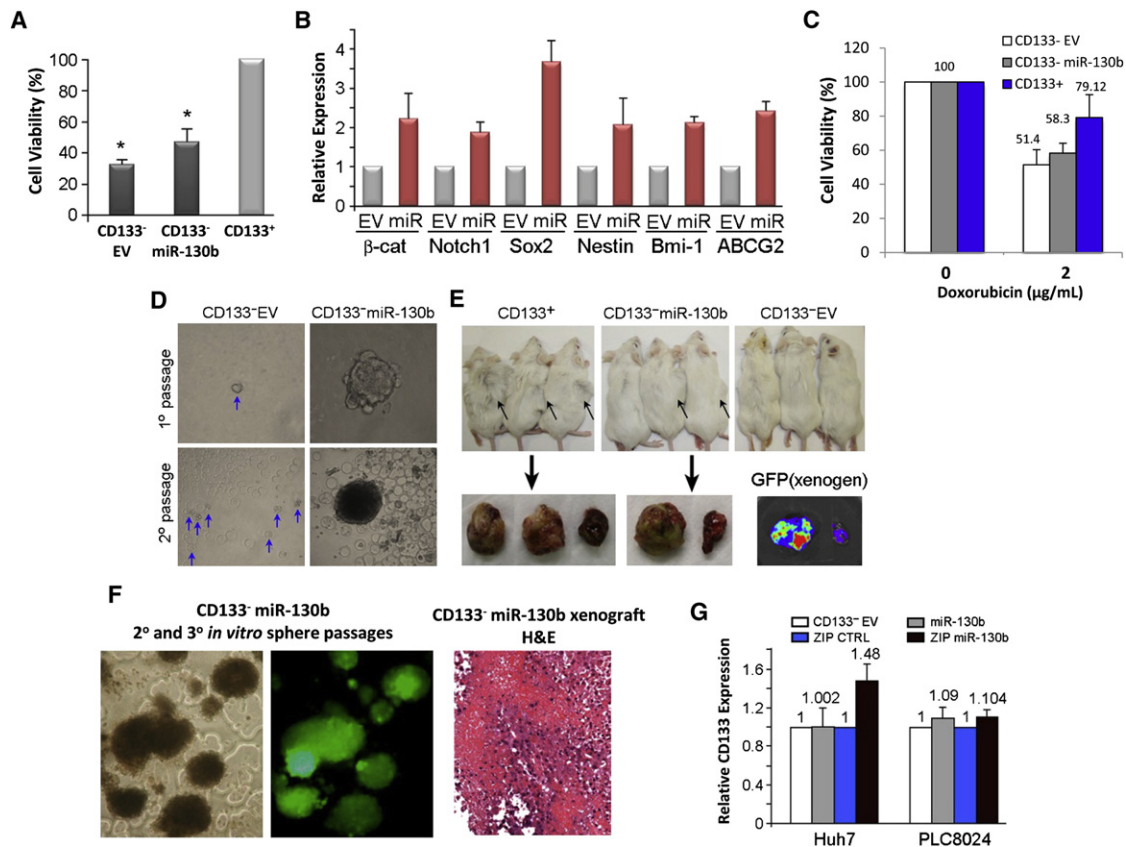 A
Cell Viability (%)
100
80
60
40
20
0
*
*
CD133⁻
EV
CD133⁻
miR-130b
CD133⁺
B
Relative Expression
4
3
2
1
0
EV miR
EV miR
EV miR
EV miR
EV miR
EV miR
β-cat
Notch1
Sox2
Nestin
Bmi-1
ABCG2
C
Cell Viability (%)
120
100
80
60
40
20
0
CD133- EV
CD133- miR-130b
CD133+
100
51.4
58.3
79.12
0
2
Doxorubicin (µg/mL)
D
CD133⁻EV
CD133⁻miR-130b
1º passage
2º passage
E
CD133⁺
CD133⁻miR-130b
CD133⁻EV
GFP(xenogen)
F
CD133⁻ miR-130b
2º and 3º in vitro sphere passages
CD133⁻ miR-130b xenograft
H&E
G
CD133⁻ EV
miR-130b
ZIP CTRL
ZIP miR-130b
Relative CD133 Expression
1.6
1.2
0.8
0.4
0
1
1.002
1
1.48
1
1.09
1
1.104
Huh7
PLC8024